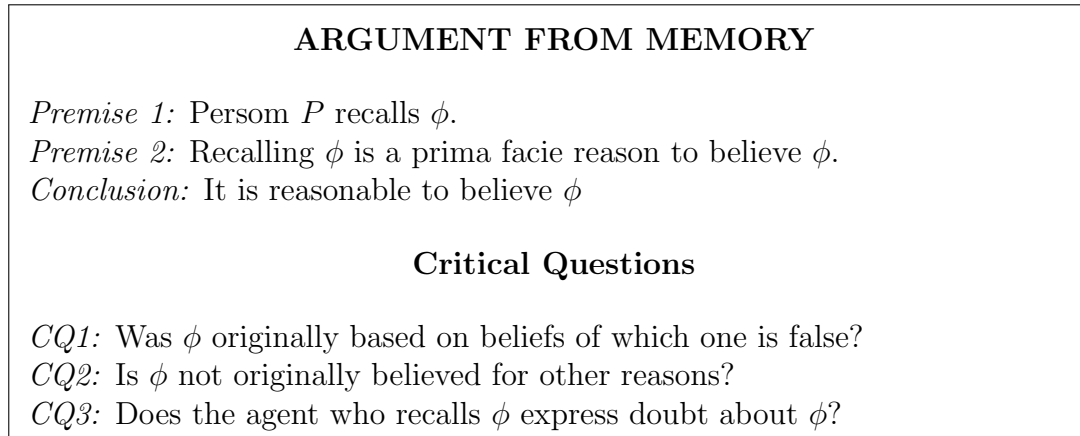 ARGUMENT FROM MEMORY
Premise 1: Persom P recalls ϕ.
Premise 2: Recalling ϕ is a prima facie reason to believe ϕ.
Conclusion: It is reasonable to believe ϕ
Critical Questions
CQ1: Was ϕ originally based on beliefs of which one is false?
CQ2: Is ϕ not originally believed for other reasons?
CQ3: Does the agent who recalls ϕ express doubt about ϕ?